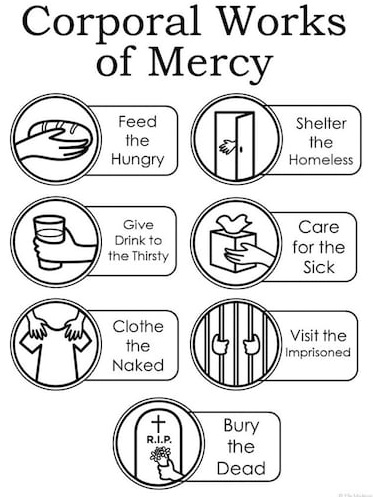 Corporal Works
of Mercy
Feed
the
Hungry
Shelter
the
Homeless
Give
Drink to
the Thirsty
Care
for the
Sick
Clothe
the
Naked
Visit the
Imprisoned
R.I.P.
Bury
the
Dead